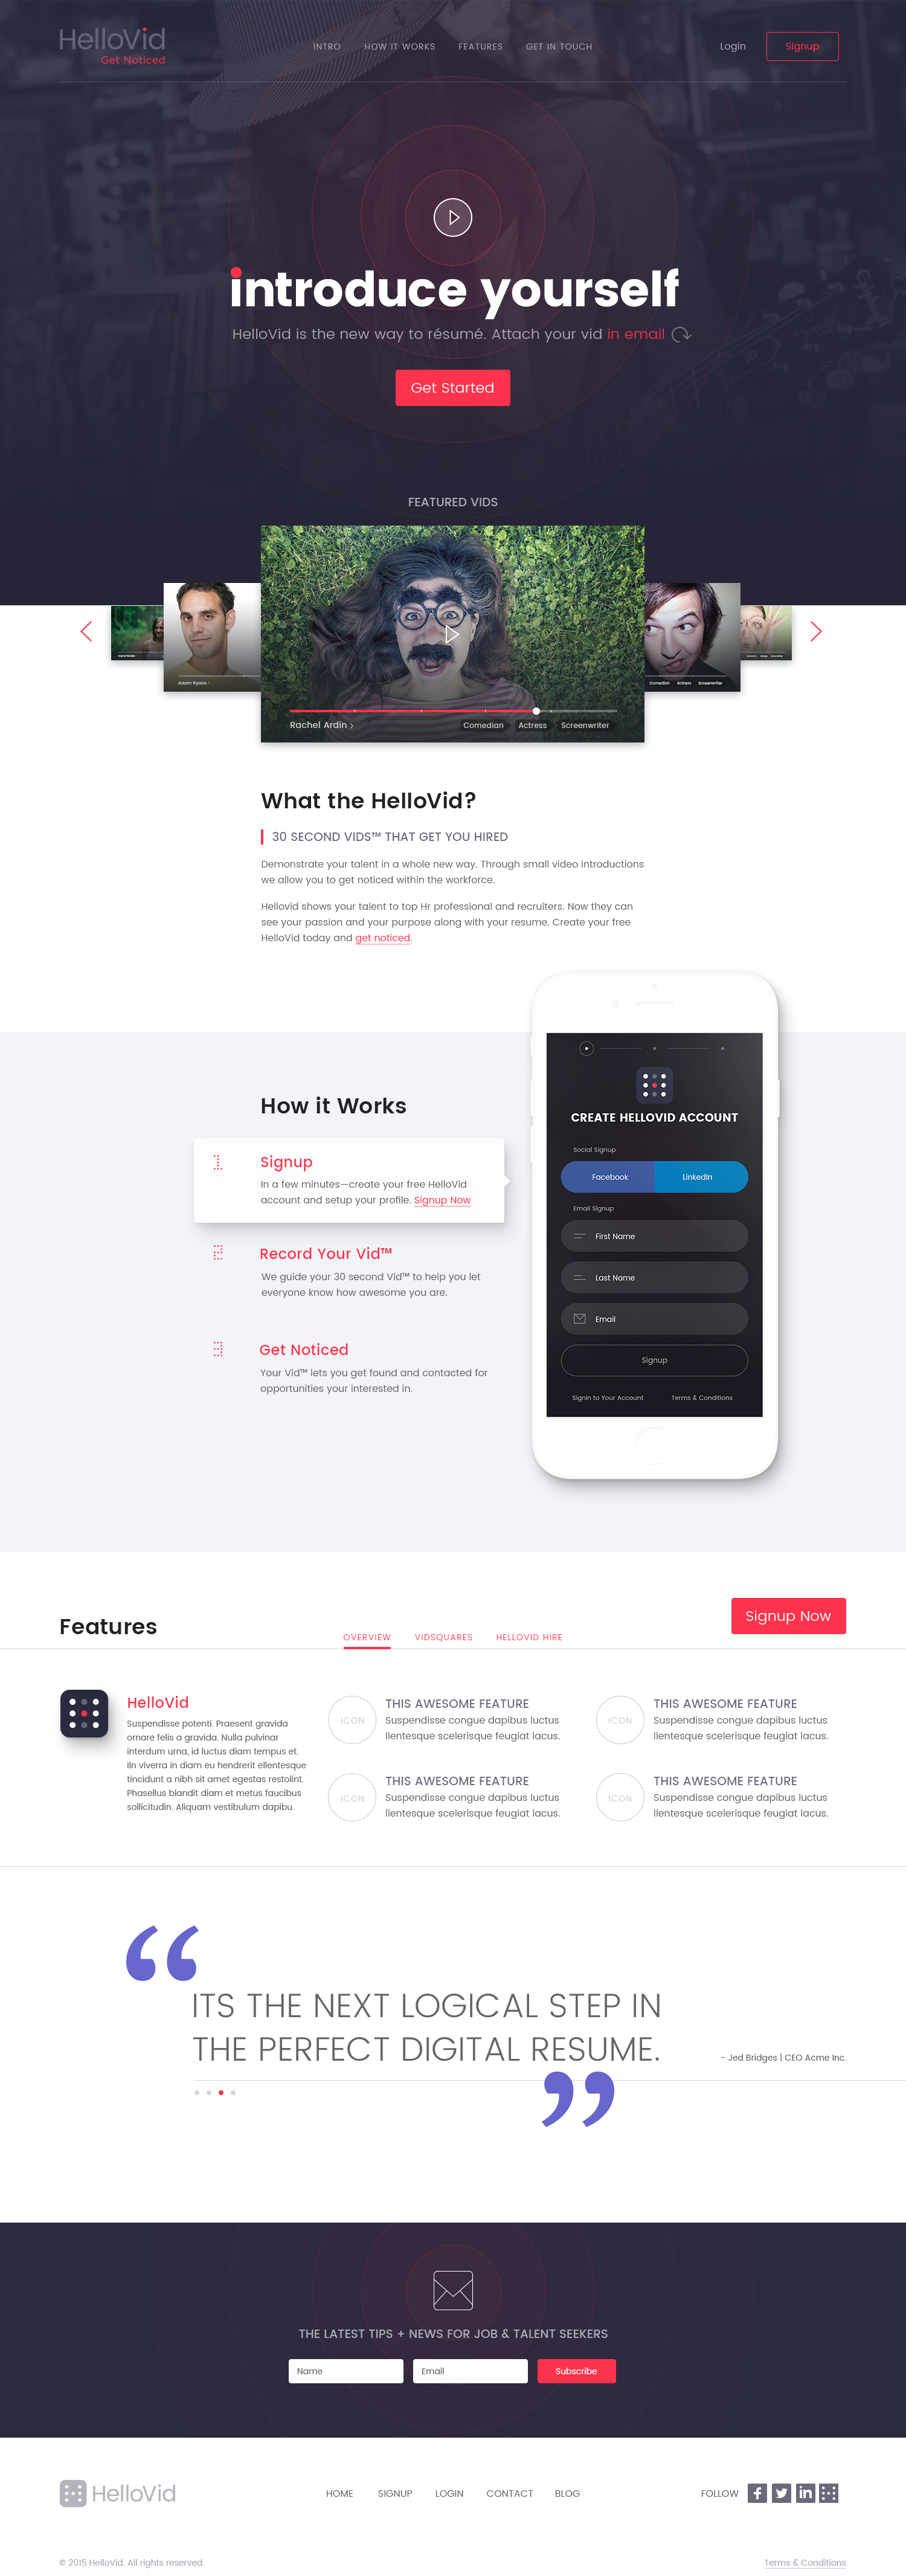 HelloVid
Get Noticed
INTRO HOW IT WORKS FEATURES GET IN TOUCH
Login Signup
introduce yourself
HelloVid is the new way to résumé. Attach your vid in email
Get Started
FEATURED VIDS
Adam Ryans
Rachel Ardin >
Comedian Actress Screenwriter
Comedian Actress Screenwriter
What the HelloVid?
30 SECOND VIDS™ THAT GET YOU HIRED
Demonstrate your talent in a whole new way. Through small video introductions
we allow you to get noticed within the workforce.
Hellovid shows your talent to top Hr professional and recruiters. Now they can
see your passion and your purpose along with your resume. Create your free
HelloVid today and get noticed.
How it Works
1 Signup
In a few minutes—create your free HelloVid
account and setup your profile. Signup Now
2 Record Your Vid™
We guide your 30 second Vid™ to help you let
everyone know how awesome you are.
3 Get Noticed
Your Vid™ lets you get found and contacted for
opportunities your interested in.
CREATE HELLOVID ACCOUNT
Social Signup
Facebook LinkedIn
Email Signup
First Name
Last Name
Email
Signup
Signin to Your Account Terms & Conditions
Features
OVERVIEW VIDSQUARES HELLOVID HIRE
Signup Now
HelloVid
Suspendisse potenti. Praesent gravida
ornare felis a gravida. Nulla pulvinar
interdum urna, id luctus diam tempus et.
IIn viverra in diam eu hendrerit ellentesque
tincidunt a nibh sit amet egestas restolint.
Phasellus blandit diam et metus faucibus
sollicitudin. Aliquam vestibulum dapibu.
ICON
THIS AWESOME FEATURE
Suspendisse congue dapibus luctus
llentesque scelerisque feugiat lacus.
ICON
THIS AWESOME FEATURE
Suspendisse congue dapibus luctus
llentesque scelerisque feugiat lacus.
ICON
THIS AWESOME FEATURE
Suspendisse congue dapibus luctus
llentesque scelerisque feugiat lacus.
ICON
THIS AWESOME FEATURE
Suspendisse congue dapibus luctus
llentesque scelerisque feugiat lacus.
“
ITS THE NEXT LOGICAL STEP IN
THE PERFECT DIGITAL RESUME.
”
- Jed Bridges | CEO Acme Inc.
THE LATEST TIPS + NEWS FOR JOB & TALENT SEEKERS
Name Email Subscribe
HelloVid
HOME SIGNUP LOGIN CONTACT BLOG
FOLLOW
© 2015 HelloVid. All rights reserved.
Terms & Conditions